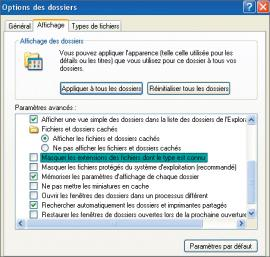 Options des dossiers
Général Affichage Types de fichiers
Affichage des dossiers
Vous pouvez appliquer l'apparence (telle celle utilisée pour les
détails ou les titres) que vous utilisez pour ce dossier à tous vos
dossiers.
Appliquer à tous les dossiers Réinitialiser tous les dossiers
Paramètres avancés :
Afficher une vue simple des dossiers dans la liste des dossiers de l'Explora
Fichiers et dossiers cachés
Afficher les fichiers et dossiers cachés
Ne pas afficher les fichiers et dossiers cachés
Masquer les extensions des fichiers dont le type est connu
Masquer les fichiers protégés du système d'exploitation (recommandé)
Mémoriser les paramètres d'affichage de chaque dossier
Ne pas mettre les miniatures en cache
Ouvrir les fenêtres des dossiers dans un processus différent
Rechercher automatiquement les dossiers et imprimantes partagés
Restaurer les fenêtres de dossiers ouvertes lors de la prochaine ouverture
Paramètres par défaut